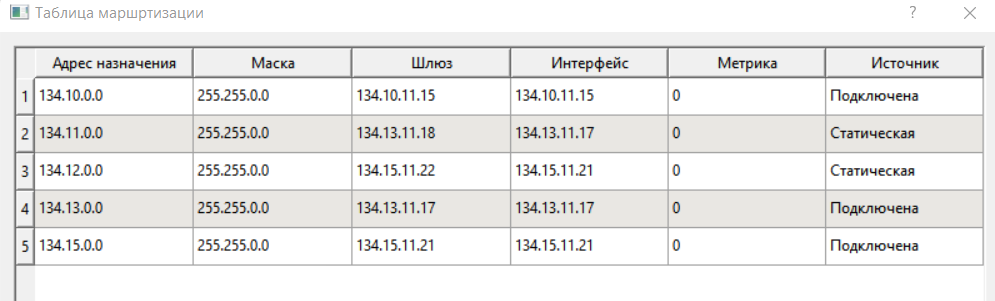 Таблица маршртизации
Адрес назначения Маска Шлюз Интерфейс Метрика Источник
1 134.10.0.0 255.255.0.0 134.10.11.15 134.10.11.15 0 Подключена
2 134.11.0.0 255.255.0.0 134.13.11.18 134.13.11.17 0 Статическая
3 134.12.0.0 255.255.0.0 134.15.11.22 134.15.11.21 0 Статическая
4 134.13.0.0 255.255.0.0 134.13.11.17 134.13.11.17 0 Подключена
5 134.15.0.0 255.255.0.0 134.15.11.21 134.15.11.21 0 Подключена